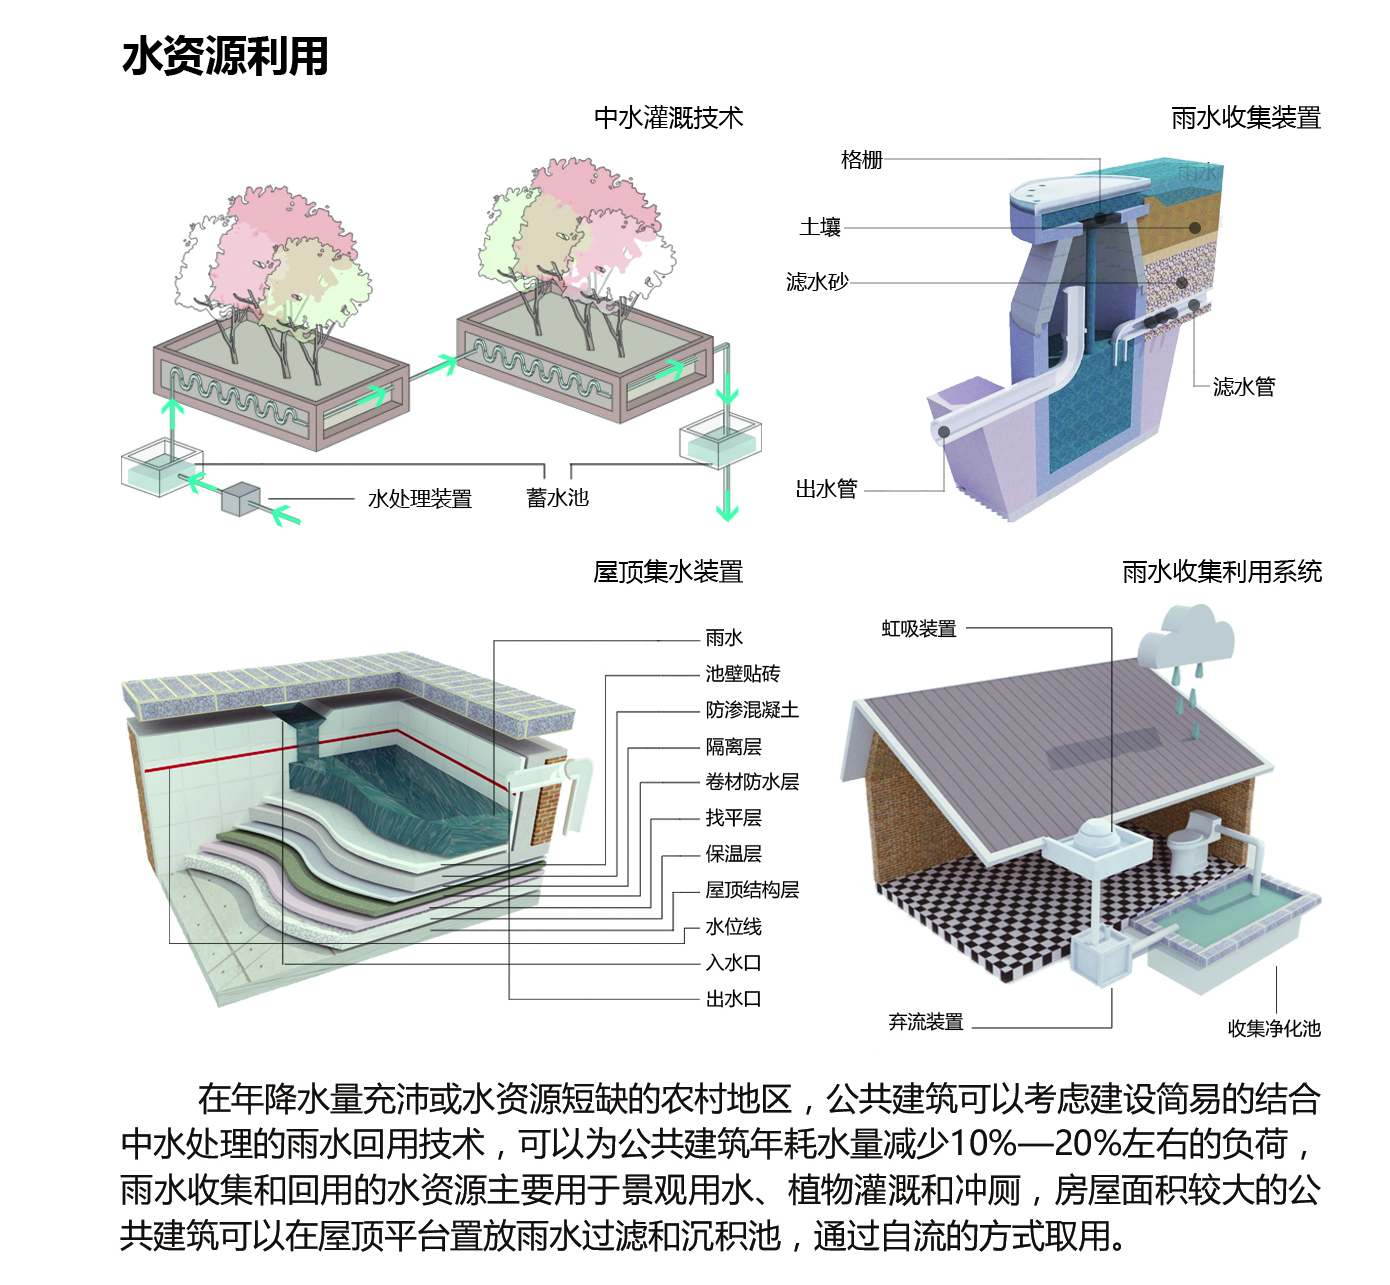 水资源利用
中水灌溉技术
水处理装置
蓄水池
雨水收集装置
格栅
雨水
土壤
滤水砂
滤水管
出水管
屋顶集水装置
雨水
池壁贴砖
防渗混凝土
隔离层
卷材防水层
找平层
保温层
屋顶结构层
水位线
入水口
出水口
雨水收集利用系统
虹吸装置
弃流装置
收集净化池
在年降水量充沛或水资源短缺的农村地区，公共建筑可以考虑建设简易的结合
中水处理的雨水回用技术，可以为公共建筑年耗水量减少10%—20%左右的负荷，
雨水收集和回用的水资源主要用于景观用水、植物灌溉和冲厕，房屋面积较大的公
共建筑可以在屋顶平台置放雨水过滤和沉积池，通过自流的方式取用。